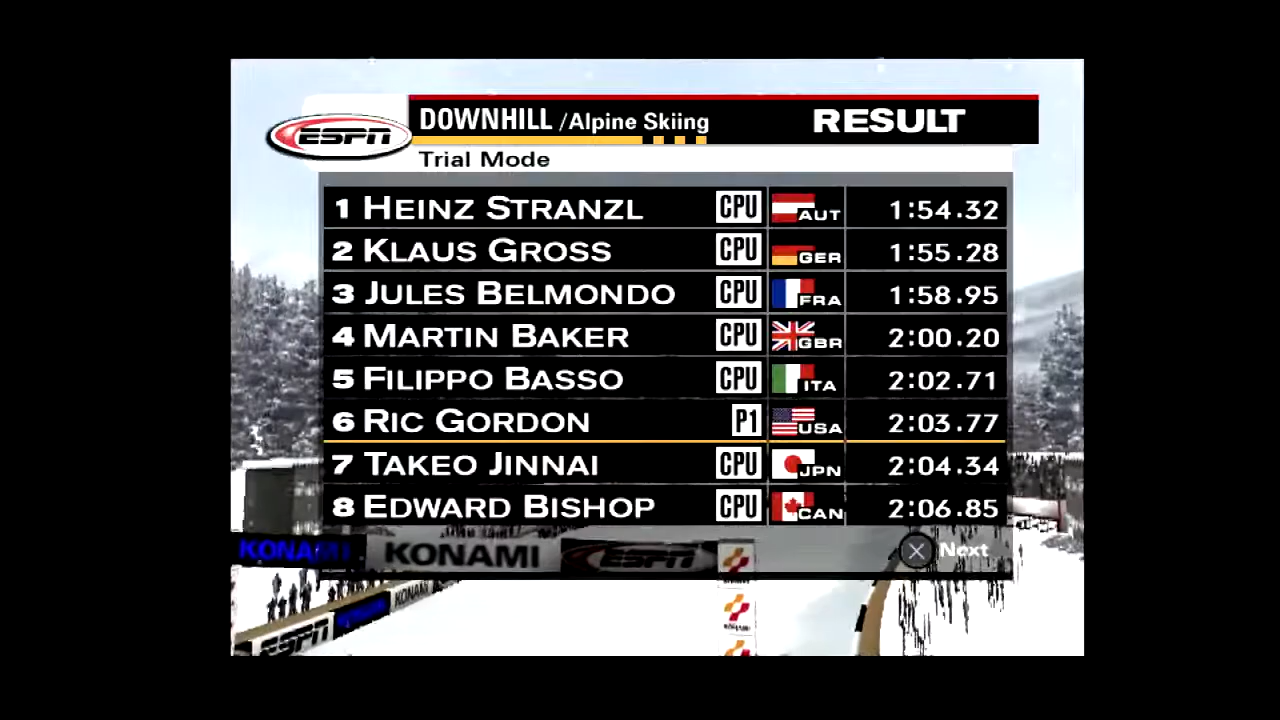 ESPN
DOWNHILL /Alpine Skiing RESULT
Trial Mode
1 HEINZ STRANZL CPU AUT 1:54.32
2 KLAUS GROSS CPU GER 1:55.28
3 JULES BELMONDO CPU FRA 1:58.95
4 MARTIN BAKER CPU GBR 2:00.20
5 FILIPPO BASSO CPU ITA 2:02.71
6 RIC GORDON P1 USA 2:03.77
7 TAKEO JINNAI CPU JPN 2:04.34
8 EDWARD BISHOP CPU CAN 2:06.85
KONAMI KONAMI ESPN
Next
KONAMI
KONAMI
ESPN